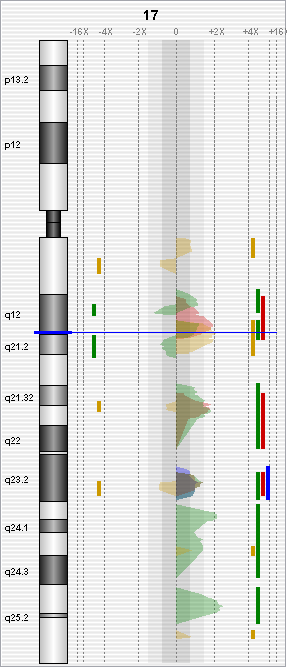 17
-16X -4X -2X 0 +2X +4X +16X
p13.2
p12
q12
q21.2
q21.32
q22
q23.2
q24.1
q24.3
q25.2